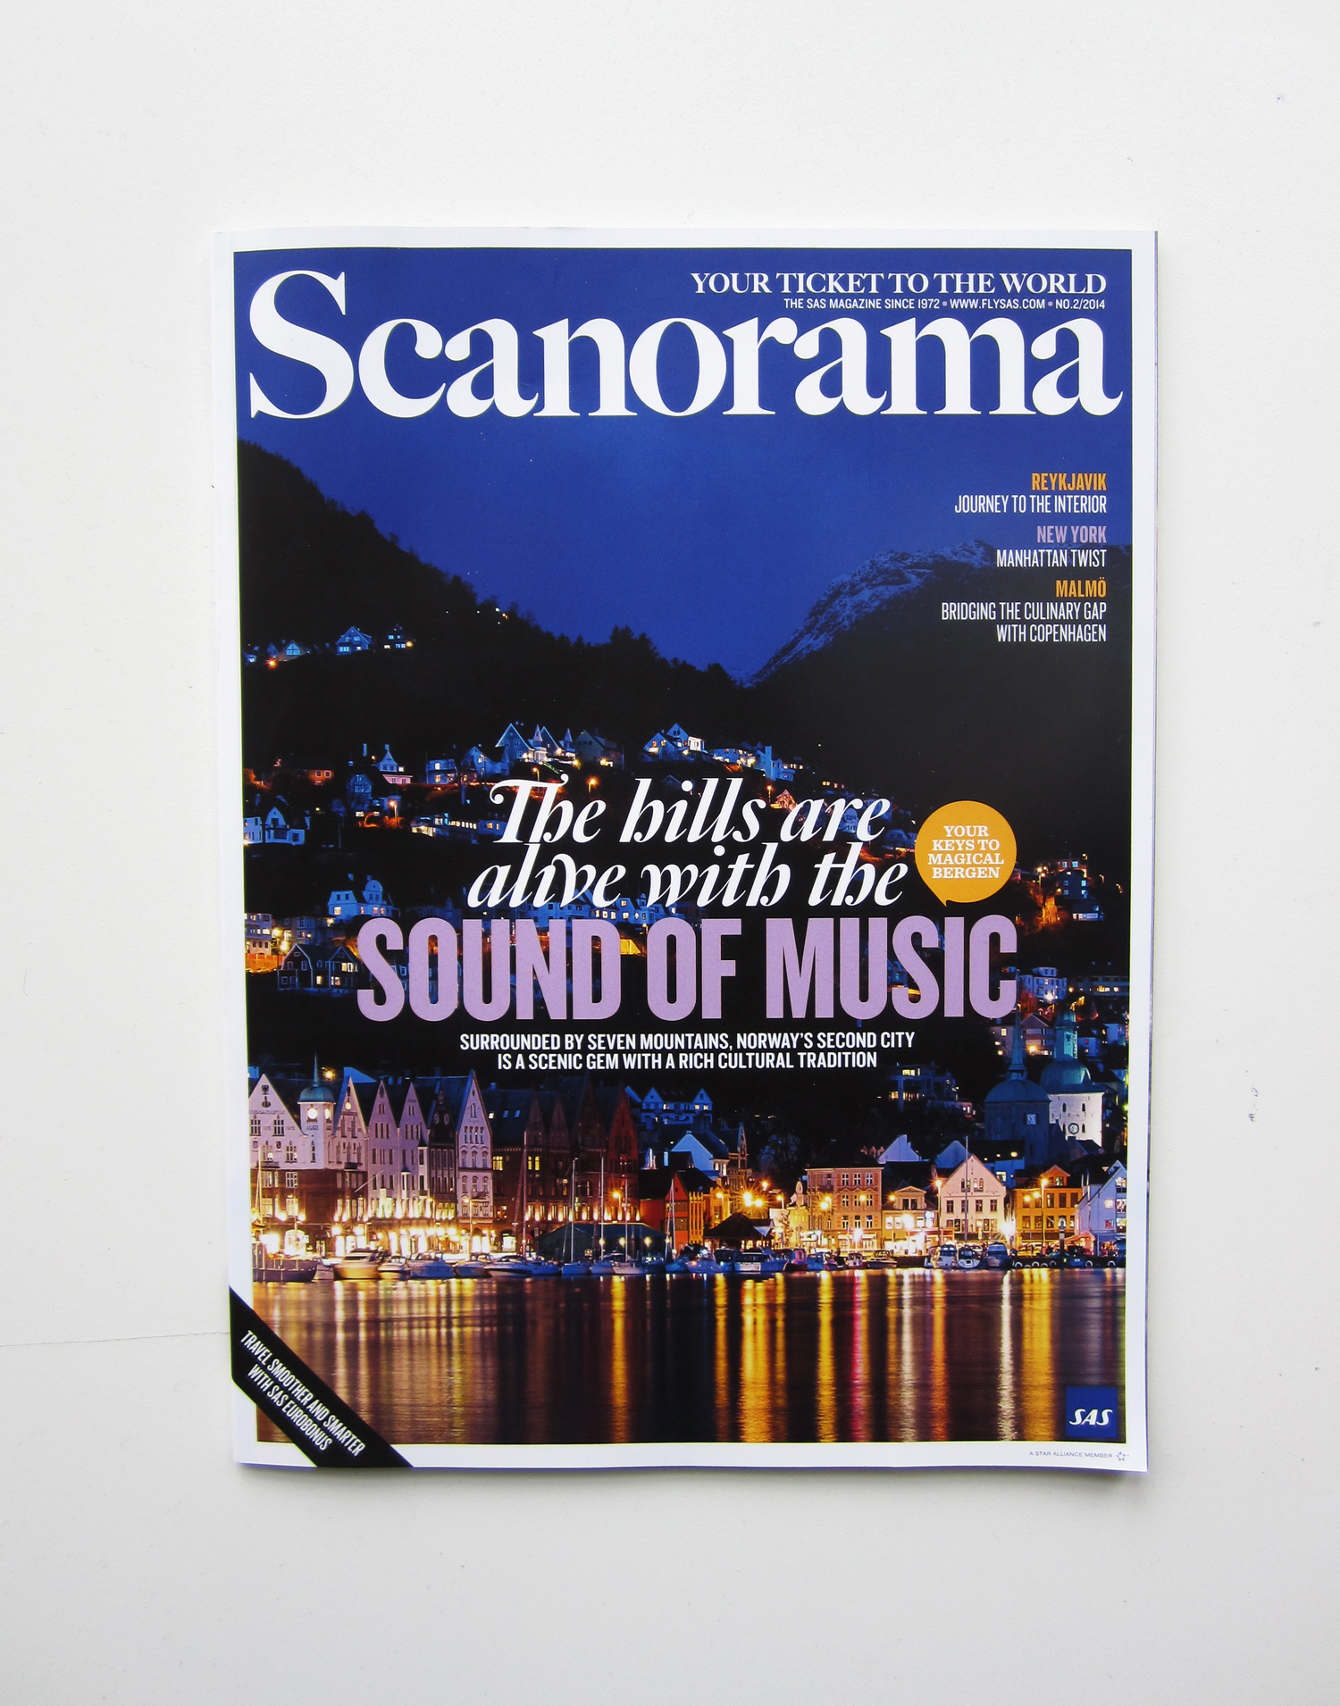 YOUR TICKET TO THE WORLD
THE SAS MAGAZINE SINCE 1972 • WWW.FLYSAS.COM • NO.2/2014
Scanorama
REYKJAVIK
JOURNEY TO THE INTERIOR
NEW YORK
MANHATTAN TWIST
MALMÖ
BRIDGING THE CULINARY GAP
WITH COPENHAGEN
The hills are
alive with the
SOUND OF MUSIC
YOUR
KEYS TO
MAGICAL
BERGEN
SURROUNDED BY SEVEN MOUNTAINS, NORWAY'S SECOND CITY
IS A SCENIC GEM WITH A RICH CULTURAL TRADITION
TRAVEL SMOOTHER AND SMARTER
WITH SAS EUROBONUS
SAS
A STAR ALLIANCE MEMBER